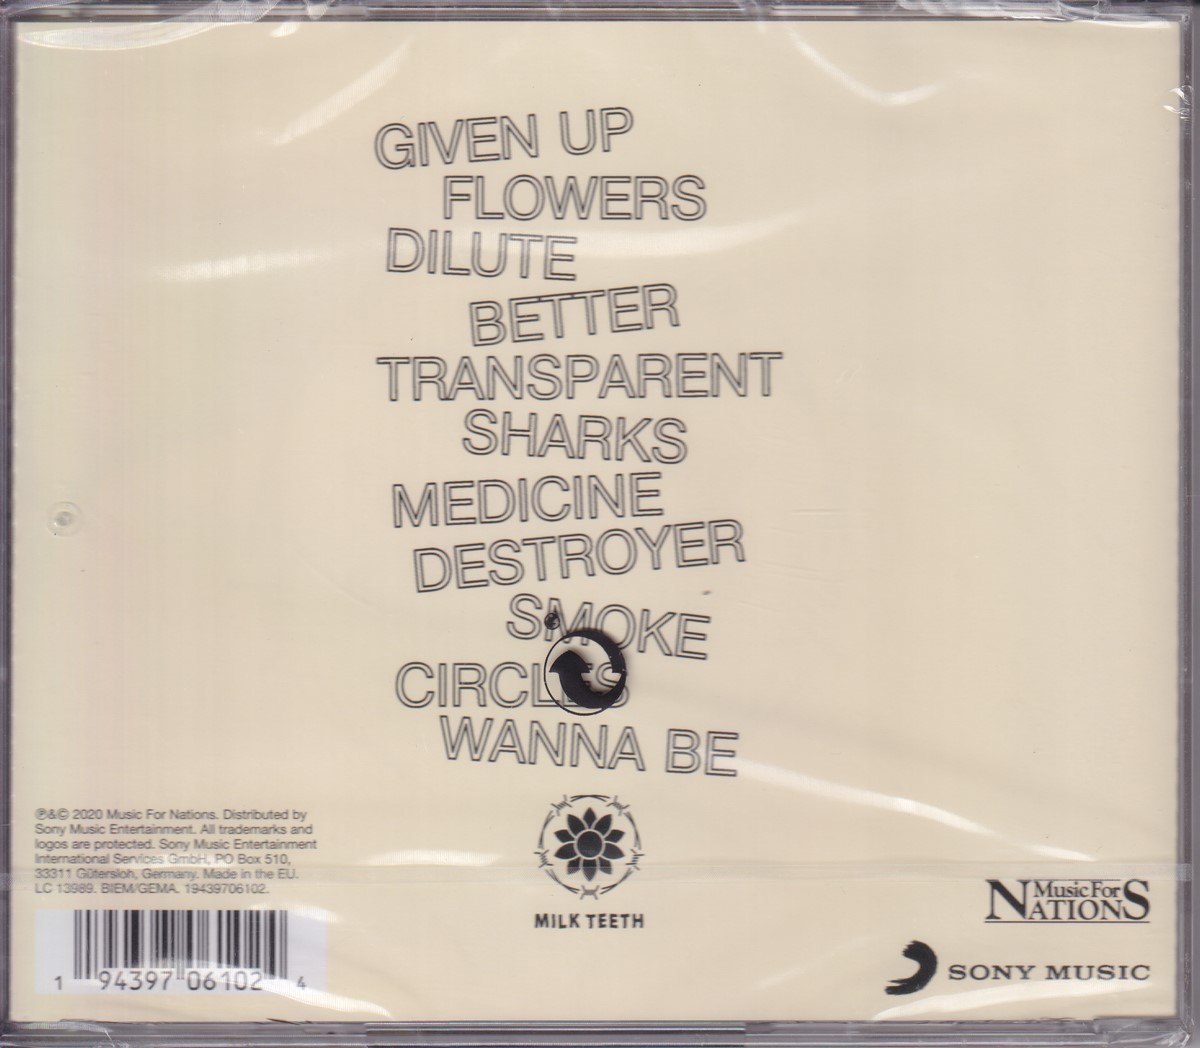 GIVEN UP
FLOWERS
DILUTE
BETTER
TRANSPARENT
SHARKS
MEDICINE
DESTROYER
SMOKE
CIRCLES
WANNA BE
MILK TEETH
℗&© 2020 Music For Nations. Distributed by
Sony Music Entertainment. All trademarks and
logos are protected. Sony Music Entertainment
International Services GmbH, PO Box 510,
33311 Gütersloh, Germany. Made in the EU.
LC 13989. BIEM/GEMA. 19439706102.
1 94397 06102 4
Music For
NATIONS
SONY MUSIC